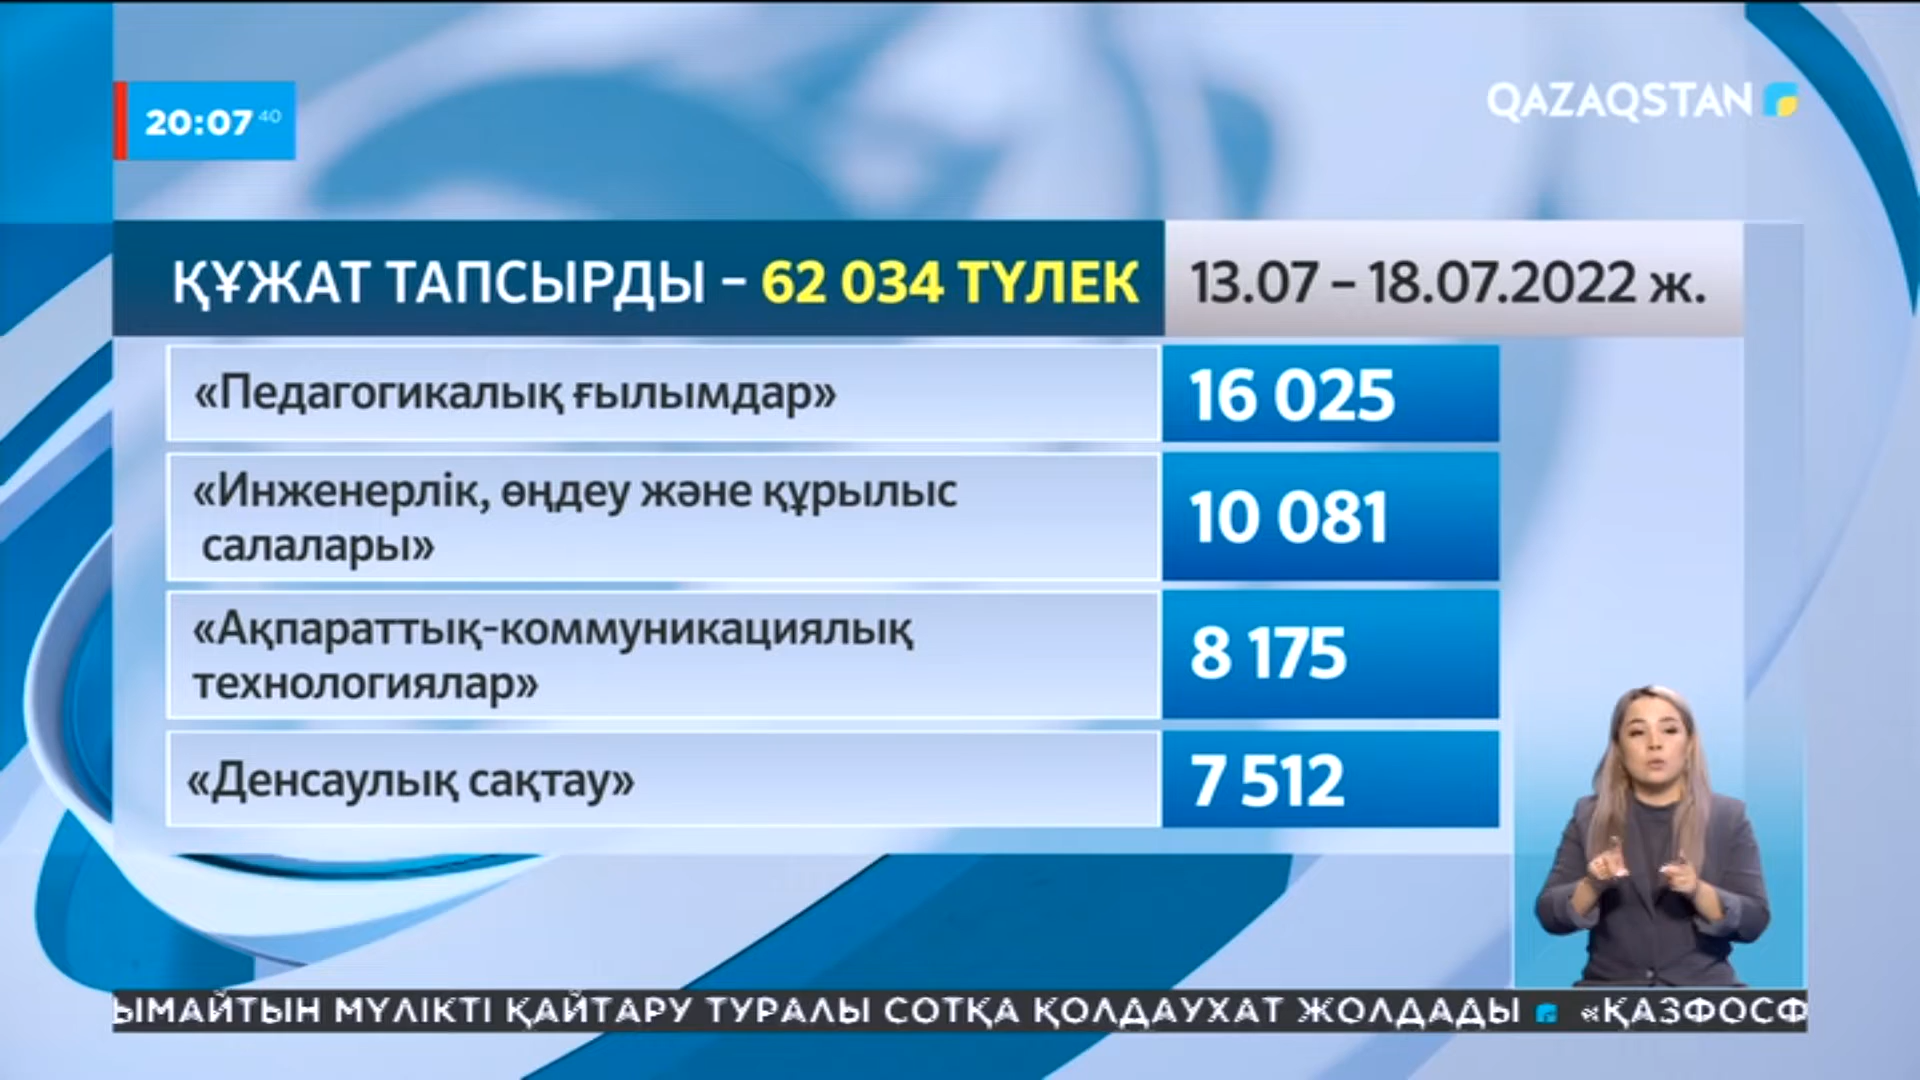 20:07 40
QAZAQSTAN
ҚҰЖАТ ТАПСЫРДЫ – 62 034 ТҮЛЕК
13.07 – 18.07.2022 ж.
«Педагогикалық ғылымдар»
16 025
«Инженерлік, өңдеу және құрылыс
салалары»
10 081
«Ақпараттық-коммуникациялық
технологиялар»
8 175
«Денсаулық сақтау»
7 512
ЫМАЙТЫН МҮЛІКТІ ҚАЙТАРУ ТУРАЛЫ СОТҚА ҚОЛДАУХАТ ЖОЛДАДЫ «ҚАЗФОСФ